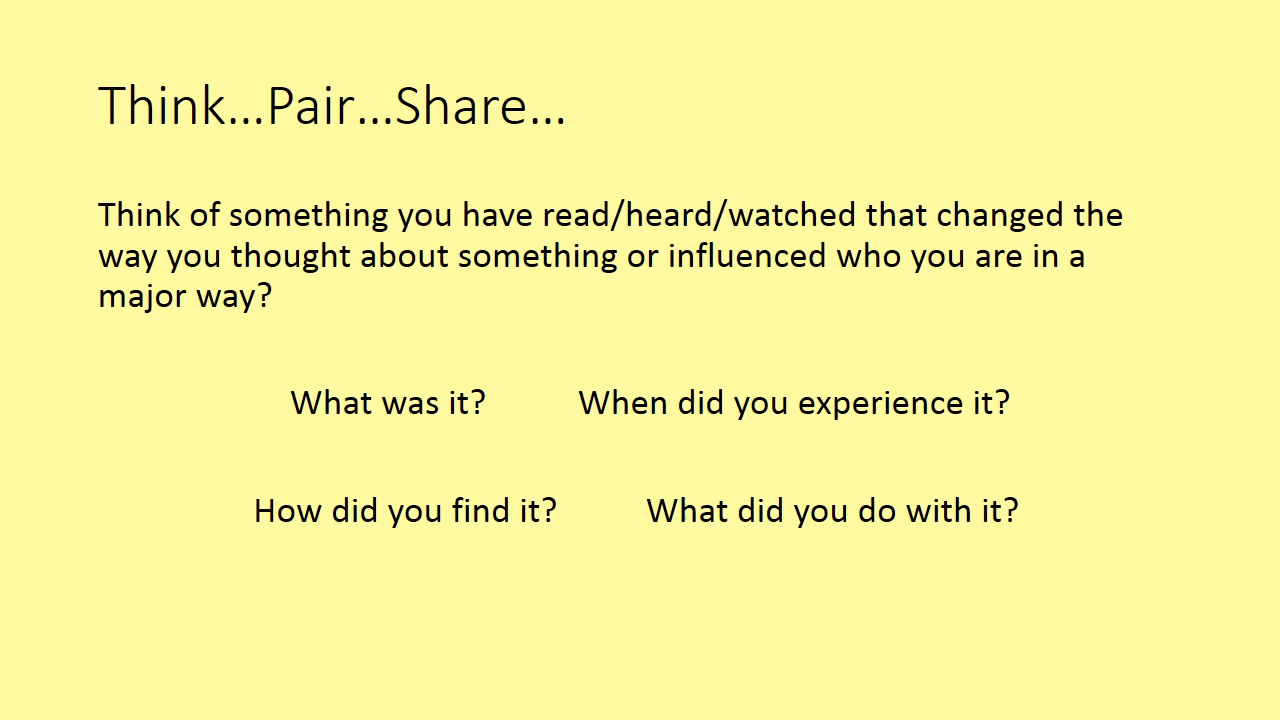 Think…Pair…Share…
Think of something you have read/heard/watched that changed the
way you thought about something or influenced who you are in a
major way?
What was it? When did you experience it?
How did you find it? What did you do with it?